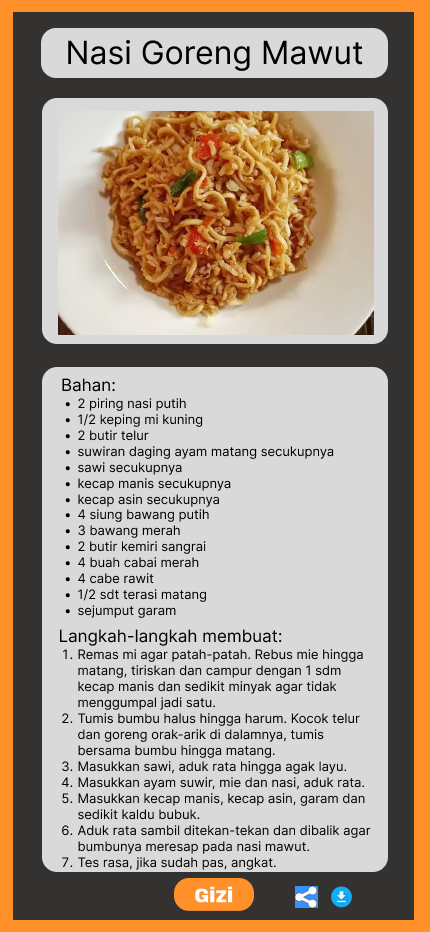 Nasi Goreng Mawut
Bahan:
• 2 piring nasi putih
• 1/2 keping mi kuning
• 2 butir telur
• suwiran daging ayam matang secukupnya
• sawi secukupnya
• kecap manis secukupnya
• kecap asin secukupnya
• 4 siung bawang putih
• 3 bawang merah
• 2 butir kemiri sangrai
• 4 buah cabai merah
• 4 cabe rawit
• 1/2 sdt terasi matang
• sejumput garam
Langkah-langkah membuat:
1. Remas mi agar patah-patah. Rebus mie hingga
matang, tiriskan dan campur dengan 1 sdm
kecap manis dan sedikit minyak agar tidak
menggumpal jadi satu.
2. Tumis bumbu halus hingga harum. Kocok telur
dan goreng orak-arik di dalamnya, tumis
bersama bumbu hingga matang.
3. Masukkan sawi, aduk rata hingga agak layu.
4. Masukkan ayam suwir, mie dan nasi, aduk rata.
5. Masukkan kecap manis, kecap asin, garam dan
sedikit kaldu bubuk.
6. Aduk rata sambil ditekan-tekan dan dibalik agar
bumbunya meresap pada nasi mawut.
7. Tes rasa, jika sudah pas, angkat.
Gizi